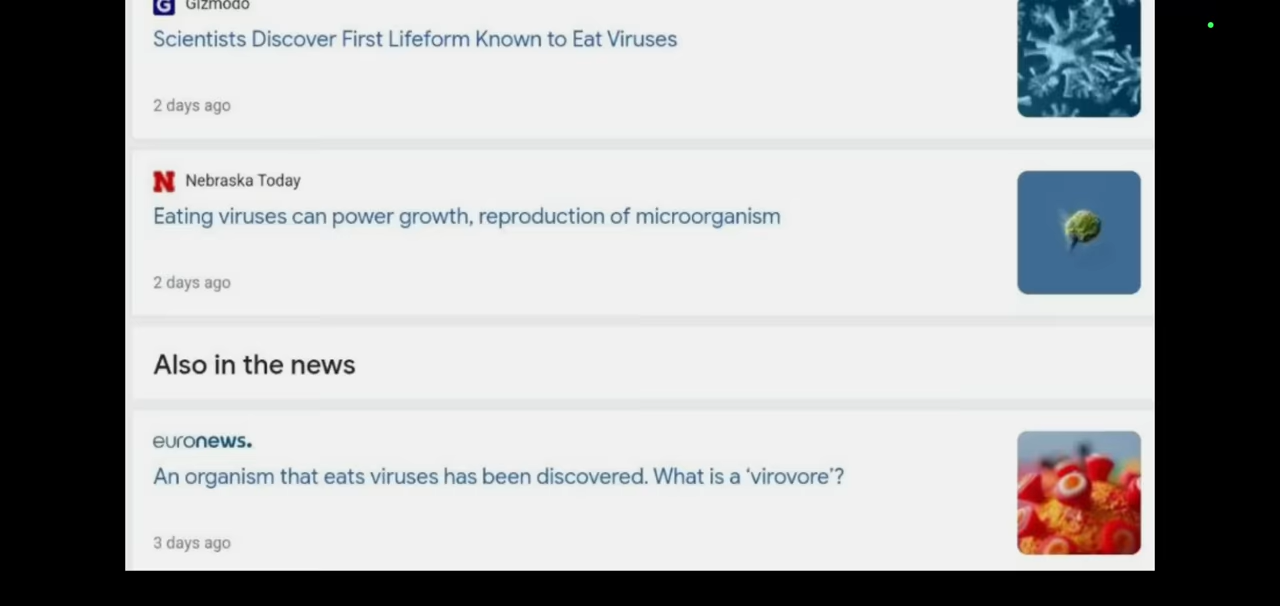 Gizmodo
Scientists Discover First Lifeform Known to Eat Viruses
2 days ago
N Nebraska Today
Eating viruses can power growth, reproduction of microorganism
2 days ago
Also in the news
euronews.
An organism that eats viruses has been discovered. What is a ‘virovore’?
3 days ago